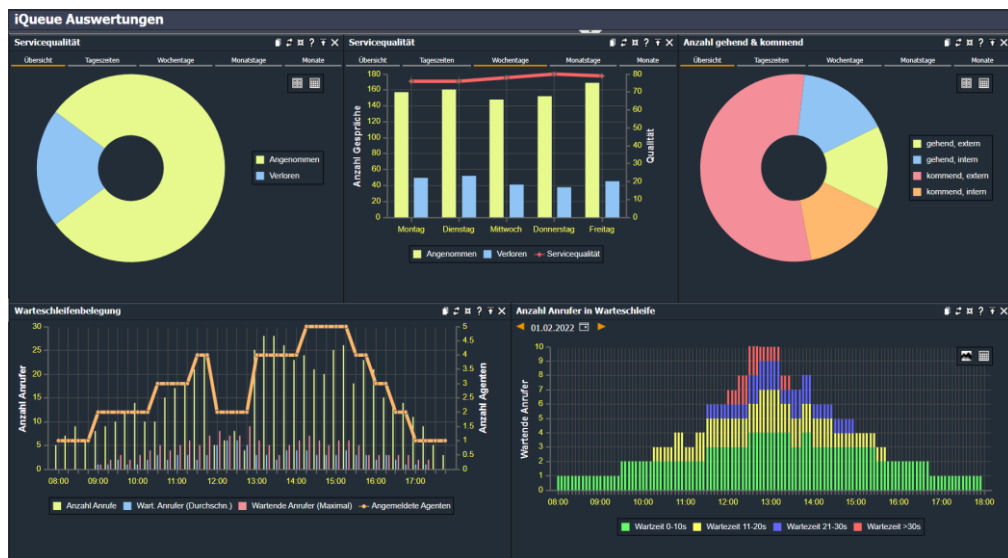 iQueue Auswertungen
Servicequalität
Übersicht Tageszeiten Wochentage Monatstage Monate
Angenommen
Verloren
Servicequalität
Übersicht Tageszeiten Wochentage Monatstage Monate
Anzahl Gespräche
180
160
140
120
100
80
60
40
20
0
80
70
60
50
40
30
20
10
0
Qualität
Montag Dienstag Mittwoch Donnerstag Freitag
Angenommen Verloren Servicequalität
Anzahl gehend & kommend
Übersicht Tageszeiten Wochentage Monatstage Monate
gehend, extern
gehend, intern
kommend, extern
kommend, intern
Warteschleifenbelegung
Anzahl Anrufer
30
25
20
15
10
5
0
5
4.5
4
3.5
3
2.5
2
1.5
1
0.5
0
Anzahl Agenten
08:00 09:00 10:00 11:00 12:00 13:00 14:00 15:00 16:00 17:00
Anzahl Anrufe Wart. Anrufer (Durchschn.) Wartende Anrufer (Maximal) Angemeldete Agenten
Anzahl Anrufer in Warteschleife
01.02.2022
Wartende Anrufer
10
9
8
7
6
5
4
3
2
1
0
08:00 09:00 10:00 11:00 12:00 13:00 14:00 15:00 16:00 17:00 18:00
Wartzeit 0-10s Wartezeit 11-20s Wartezeit 21-30s Wartezeit >30s